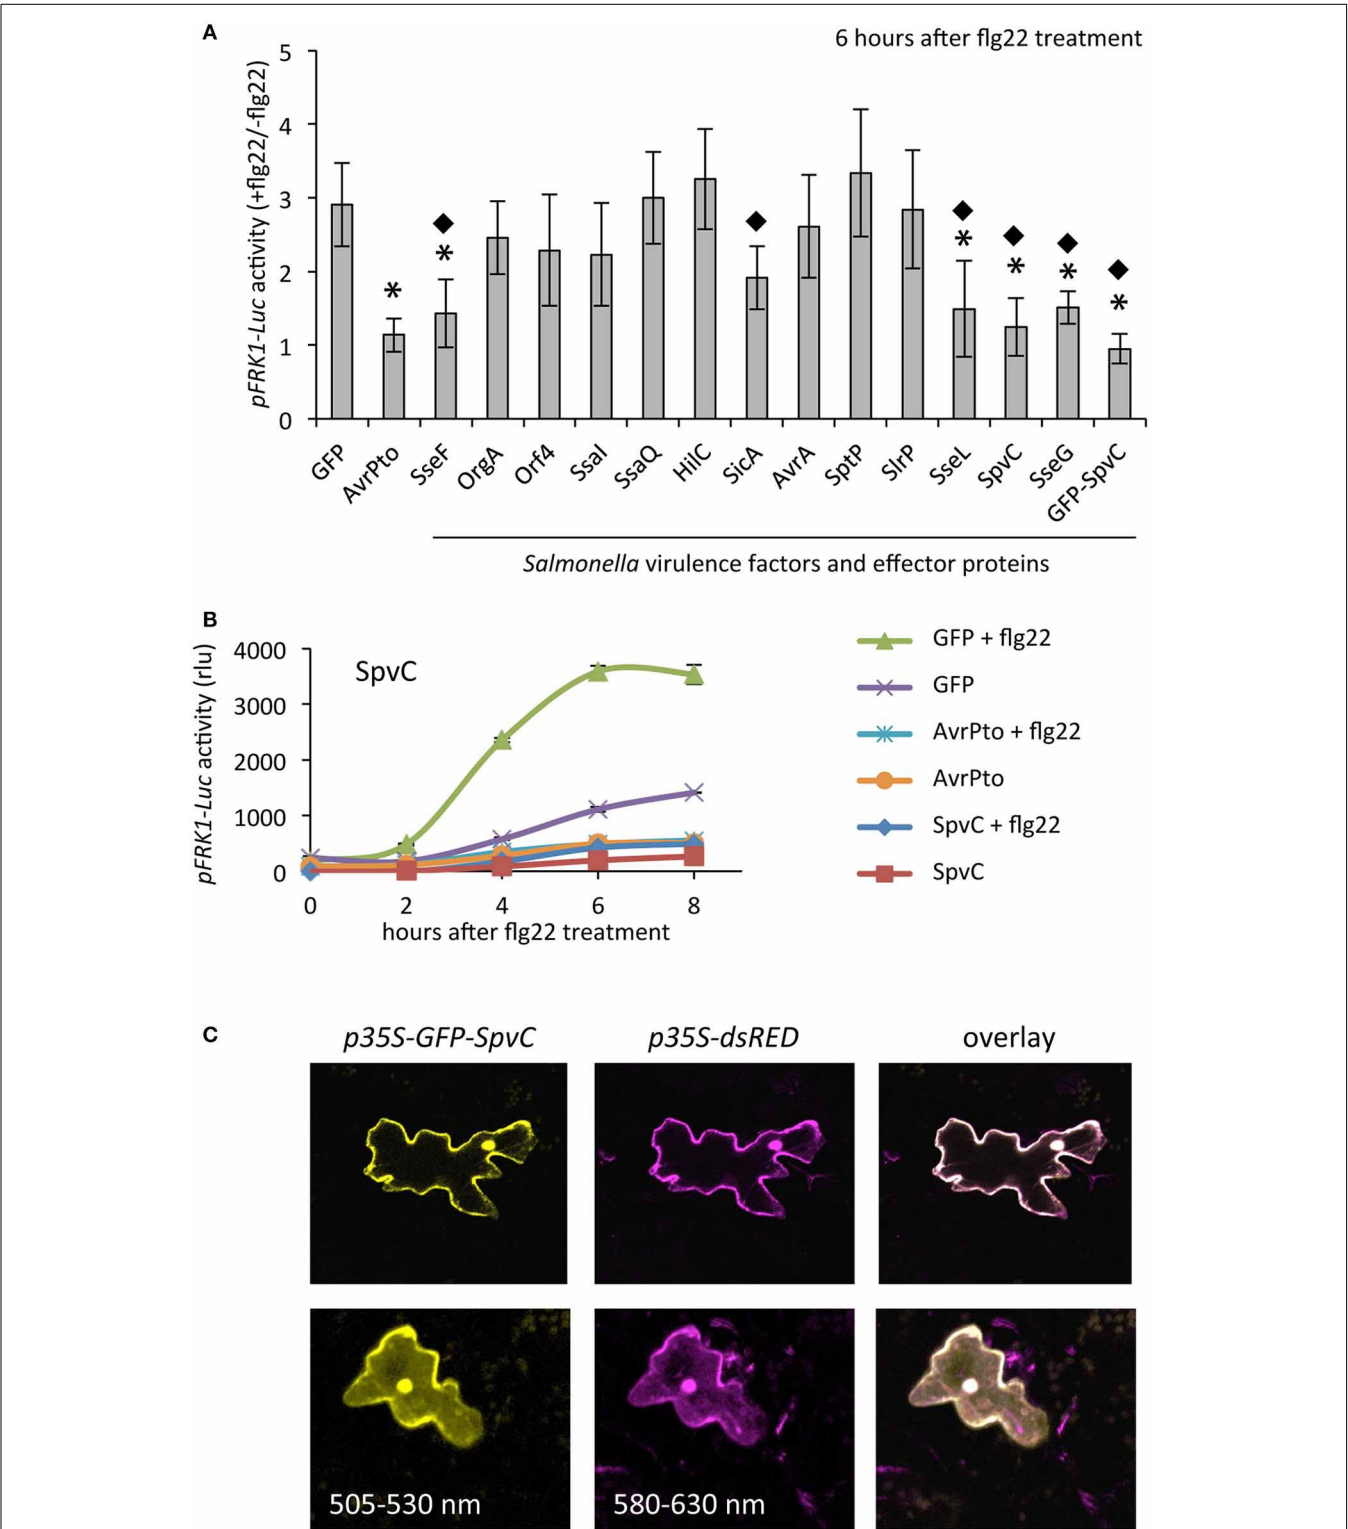 A
6 hours after flg22 treatment
pFRK1-Luc activity (+flg22/-flg22)
5
4
3
2
1
0
GFP
AvrPto
SseF
OrgA
Orf4
SsaI
SsaQ
HilC
SicA
AvrA
SptP
SlrP
SseL
SpvC
SseG
GFP-SpvC
Salmonella virulence factors and effector proteins
B
SpvC
pFRK1-Luc activity (rlu)
4000
3000
2000
1000
0
0 2 4 6 8
hours after flg22 treatment
GFP + flg22
GFP
AvrPto + flg22
AvrPto
SpvC + flg22
SpvC
C
p35S-GFP-SpvC p35S-dsRED overlay
505-530 nm 580-630 nm